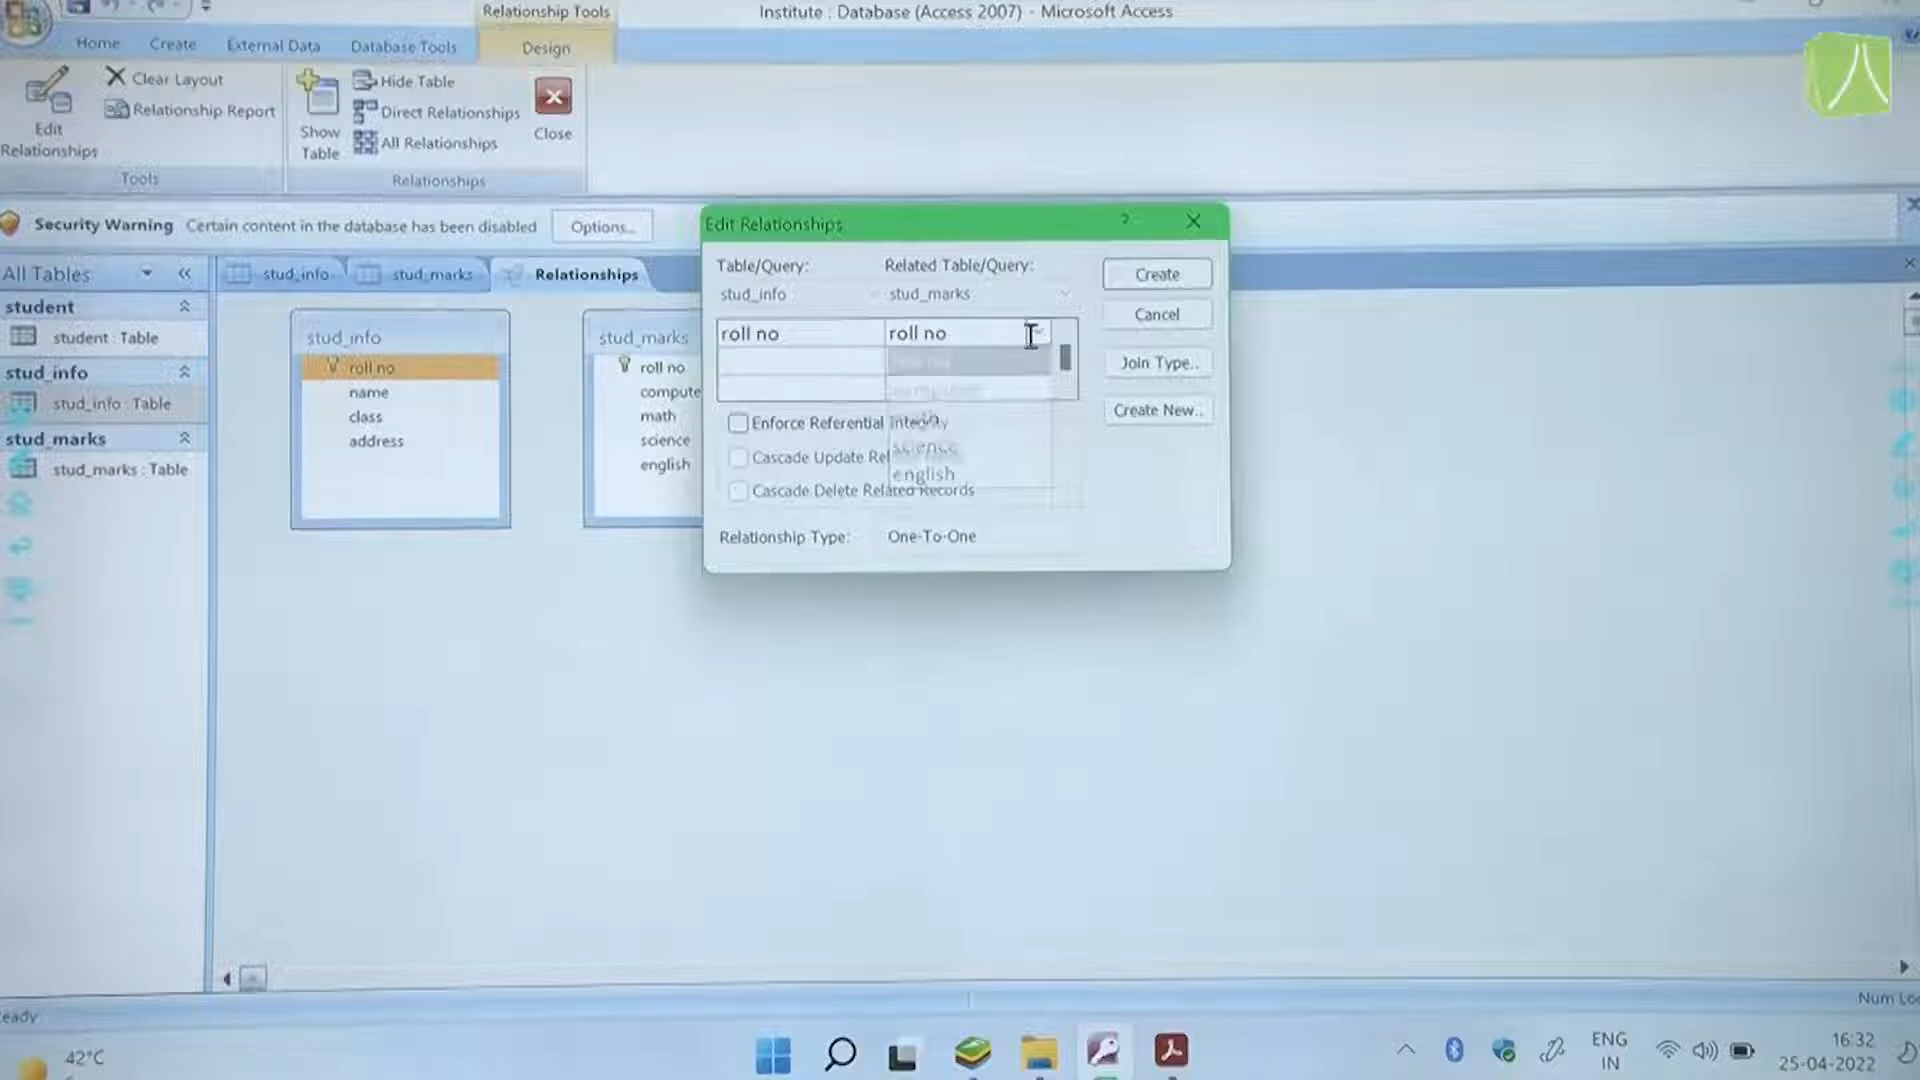 Relationship Tools
Institute : Database (Access 2007) - Microsoft Access
Home
Create
External Data
Database Tools
Design
Edit
Relationships
Clear Layout
Relationship Report
Tools
Show
Table
Hide Table
Direct Relationships
All Relationships
Close
Relationships
Security Warning Certain content in the database has been disabled
Options...
All Tables
student
student : Table
stud_info
stud_info : Table
stud_marks
stud_marks : Table
stud_info
stud_marks
Relationships
stud_info
roll no
name
class
address
stud_marks
roll no
compute
math
science
english
Edit Relationships
?
Table/Query:
Related Table/Query:
stud_info
stud_marks
roll no
roll no
science
english
Enforce Referential Integrity
Cascade Update Rel
Cascade Delete Related Records
Relationship Type:
One-To-One
Create
Cancel
Join Type..
Create New..
eady
Num Loc
42°C
ENG
IN
16:32
25-04-2022